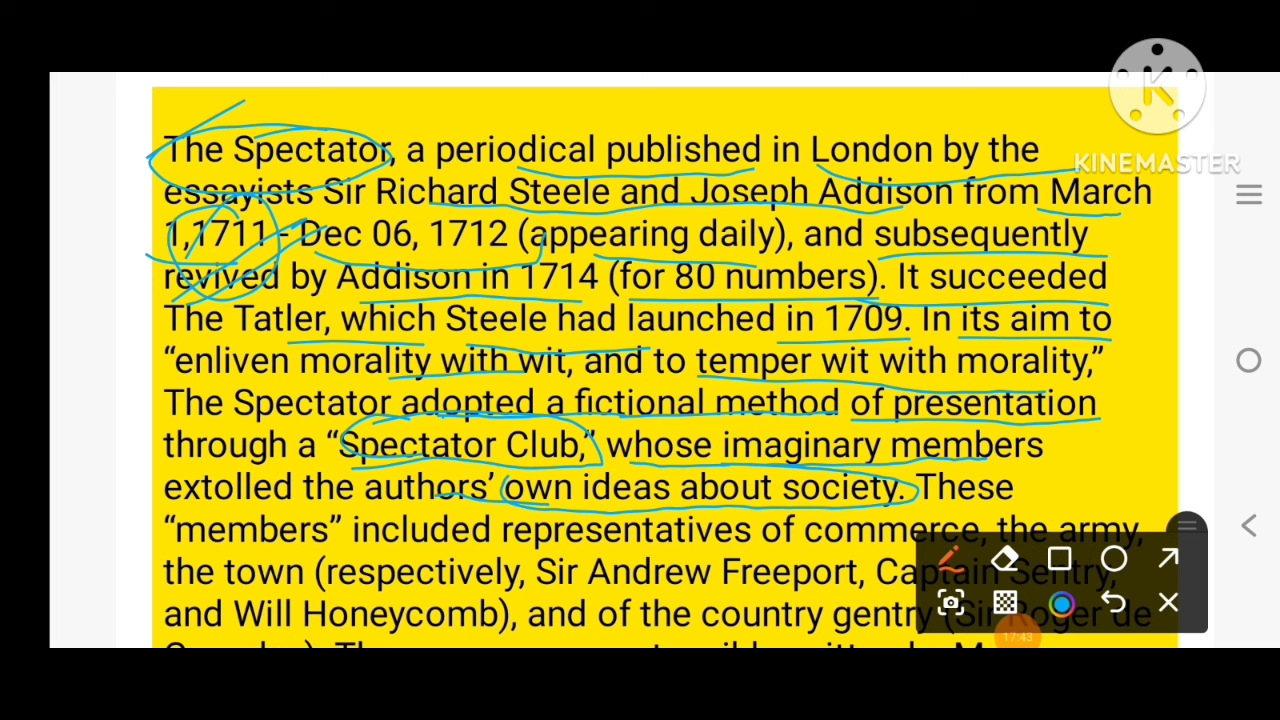 The Spectator, a periodical published in London by the
KINEMASTER
essayists Sir Richard Steele and Joseph Addison from March
1,1711 - Dec 06, 1712 (appearing daily), and subsequently
revived by Addison in 1714 (for 80 numbers). It succeeded
The Tatler, which Steele had launched in 1709. In its aim to
“enliven morality with wit, and to temper wit with morality,”
The Spectator adopted a fictional method of presentation
through a “Spectator Club,” whose imaginary members
extolled the authors’ own ideas about society. These
“members” included representatives of commerce, the army,
the town (respectively, Sir Andrew Freeport, Captain Sentry,
and Will Honeycomb), and of the country gentry (Sir Roger de
17:43